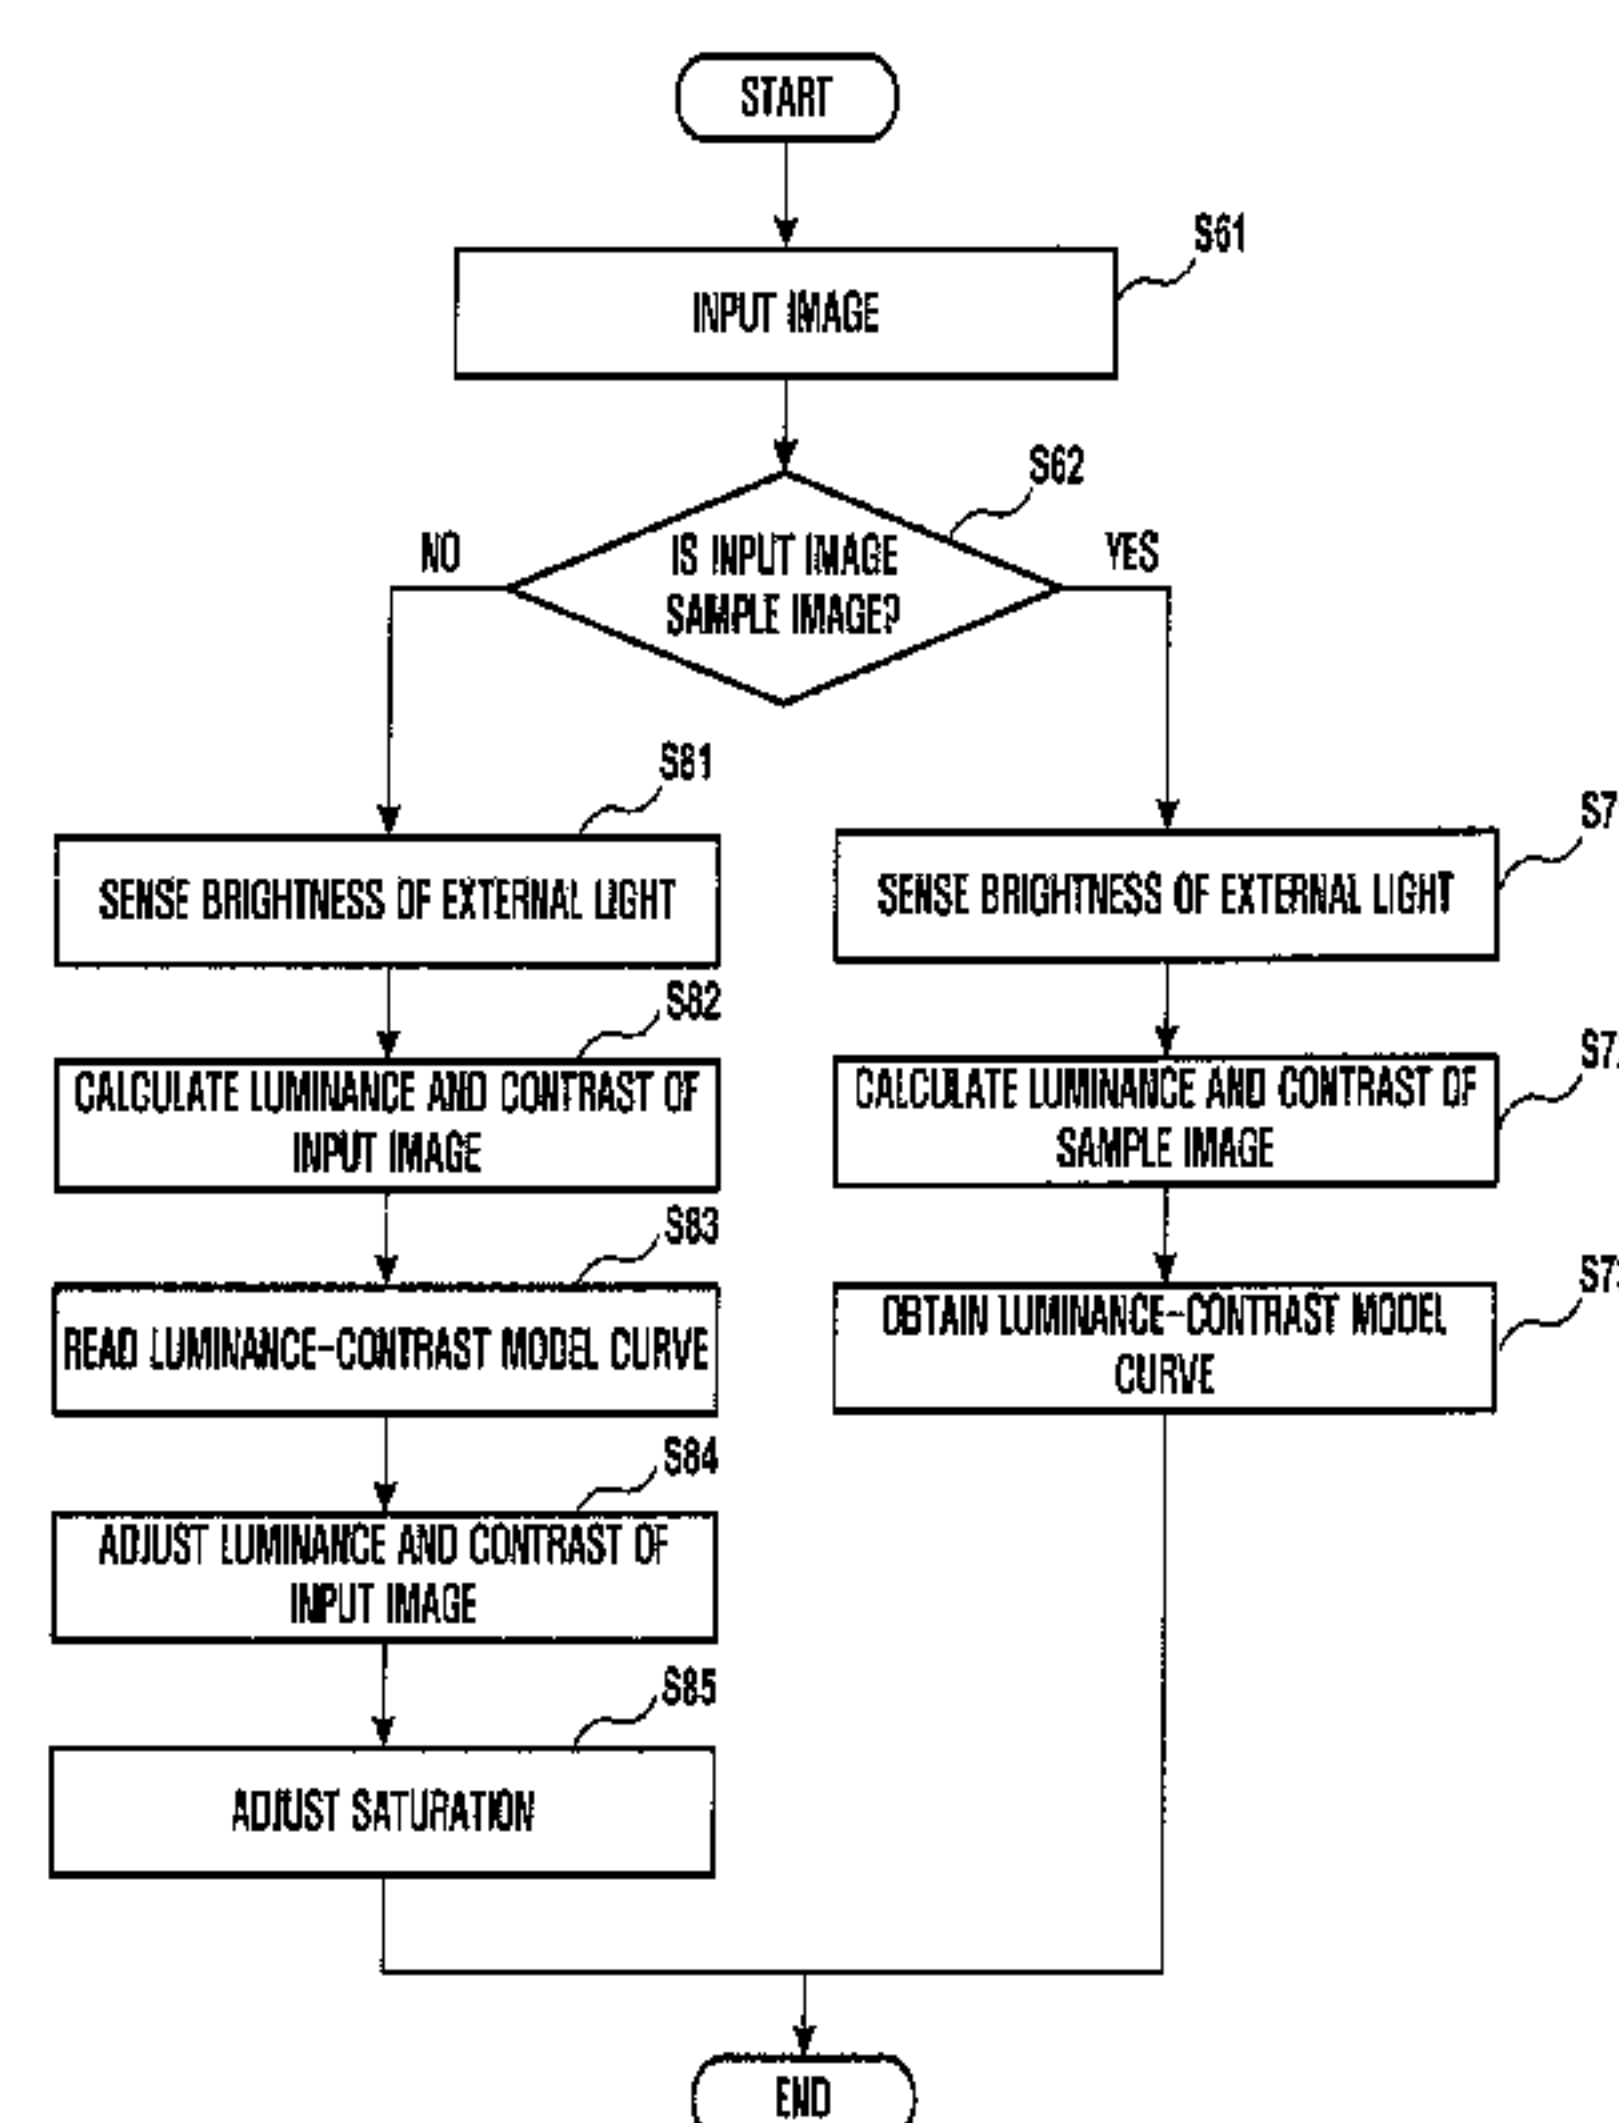 START
S61
INPUT IMAGE
S62
NO
IS INPUT IMAGE
SAMPLE IMAGE?
YES
S81
SENSE BRIGHTNESS OF EXTERNAL LIGHT
S82
CALCULATE LUMINANCE AND CONTRAST OF
INPUT IMAGE
S83
READ LUMINANCE-CONTRAST MODEL CURVE
S84
ADJUST LUMINANCE AND CONTRAST OF
INPUT IMAGE
S85
ADJUST SATURATION
SENSE BRIGHTNESS OF EXTERNAL LIGHT
CALCULATE LUMINANCE AND CONTRAST OF
SAMPLE IMAGE
OBTAIN LUMINANCE-CONTRAST MODEL
CURVE
END